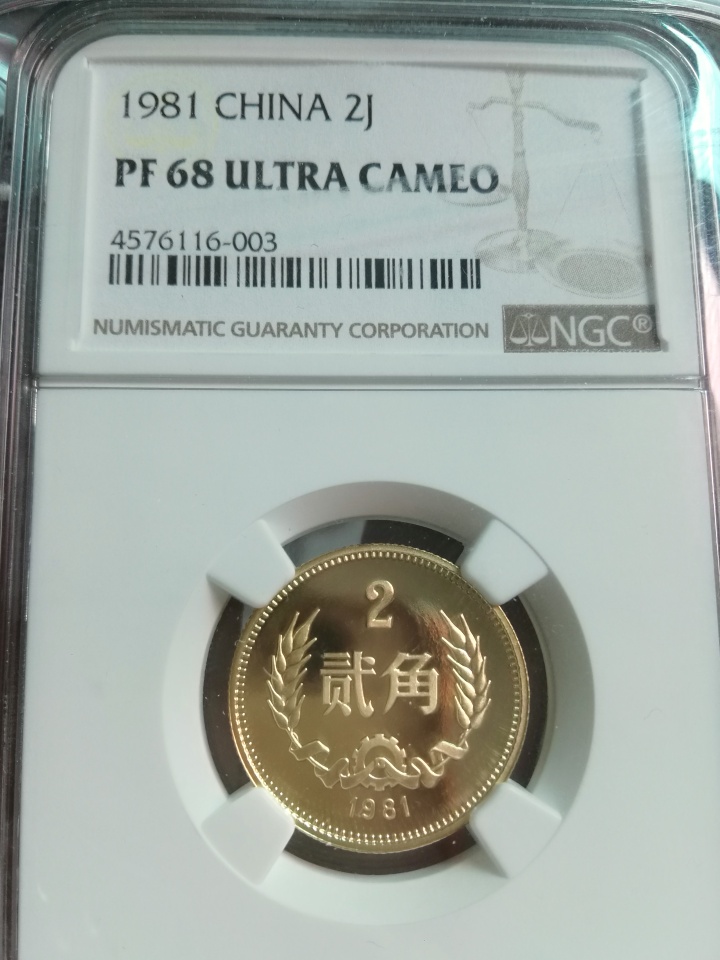 1981 CHINA 2J
PF 68 ULTRA CAMEO
4576116-003
NUMISMATIC GUARANTY CORPORATION NGC®
2
贰角
1981